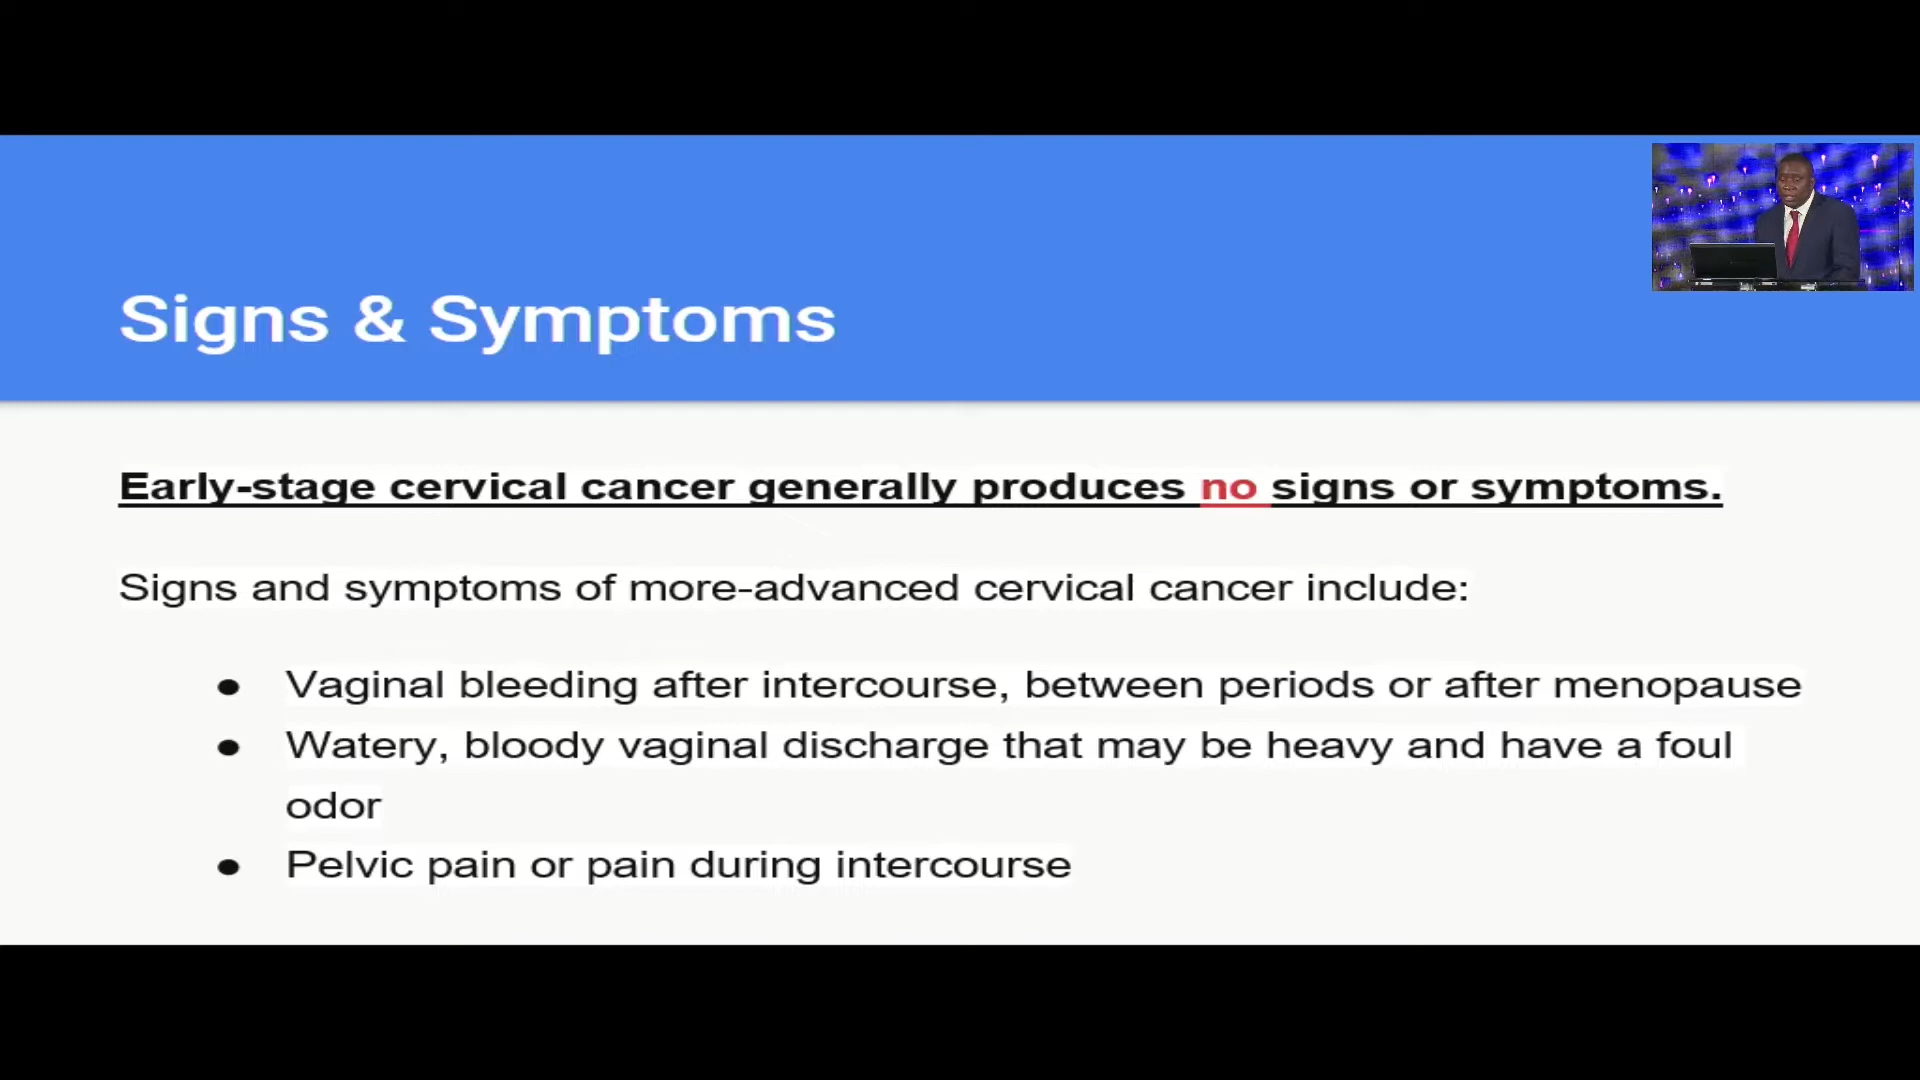 Signs & Symptoms
Early-stage cervical cancer generally produces no signs or symptoms.
Signs and symptoms of more-advanced cervical cancer include:
● Vaginal bleeding after intercourse, between periods or after menopause
● Watery, bloody vaginal discharge that may be heavy and have a foul
odor
● Pelvic pain or pain during intercourse